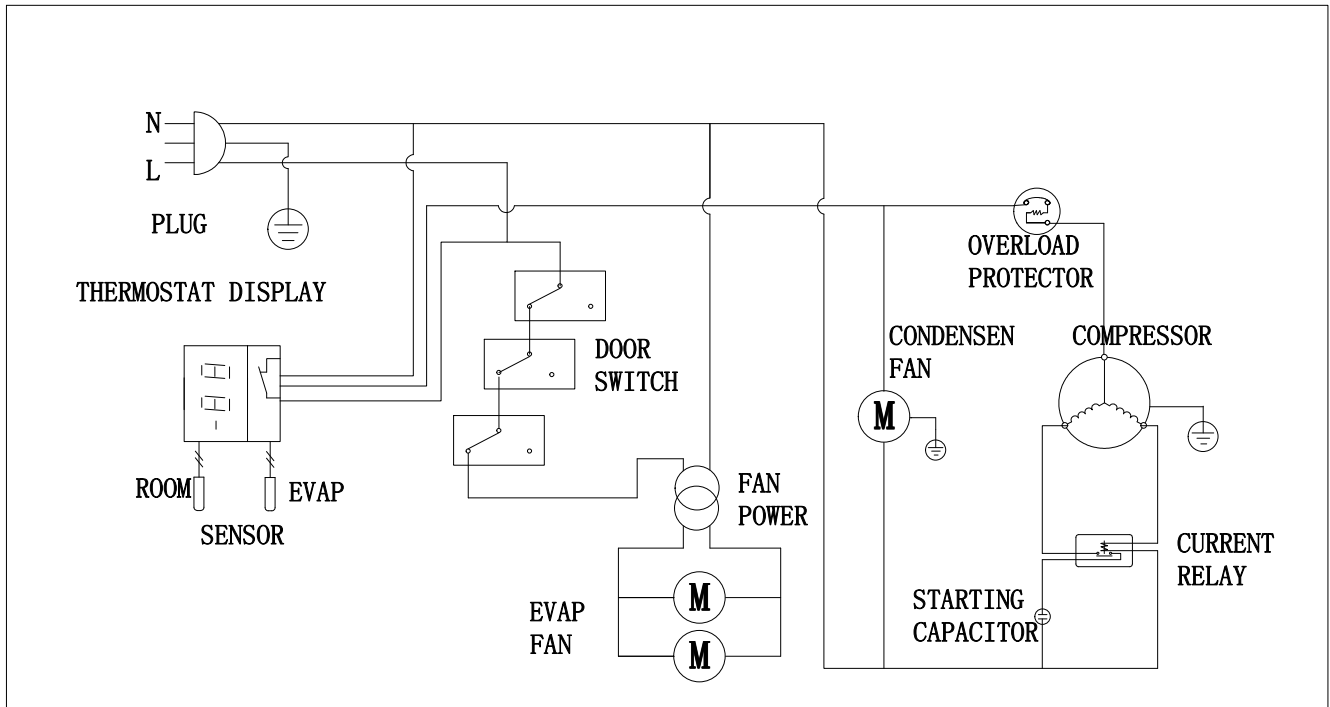 N
L
PLUG
THERMOSTAT DISPLAY
OVERLOAD
PROTECTOR
DOOR
SWITCH
CONDENSEN
FAN
COMPRESSOR
M
ROOM
EVAP
SENSOR
FAN
POWER
CURRENT
RELAY
EVAP
FAN
M
M
STARTING
CAPACITOR